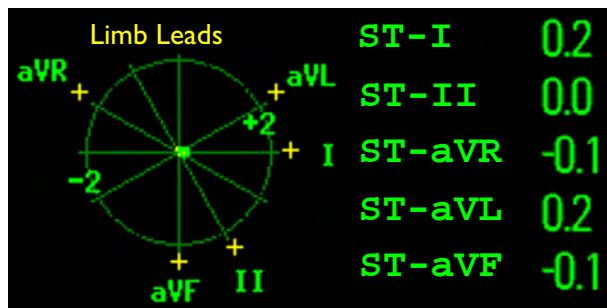 Limb Leads
aVR
aVL
+2
I
-2
aVF
II
ST-I 0.2
ST-II 0.0
ST-aVR -0.1
ST-aVL 0.2
ST-aVF -0.1